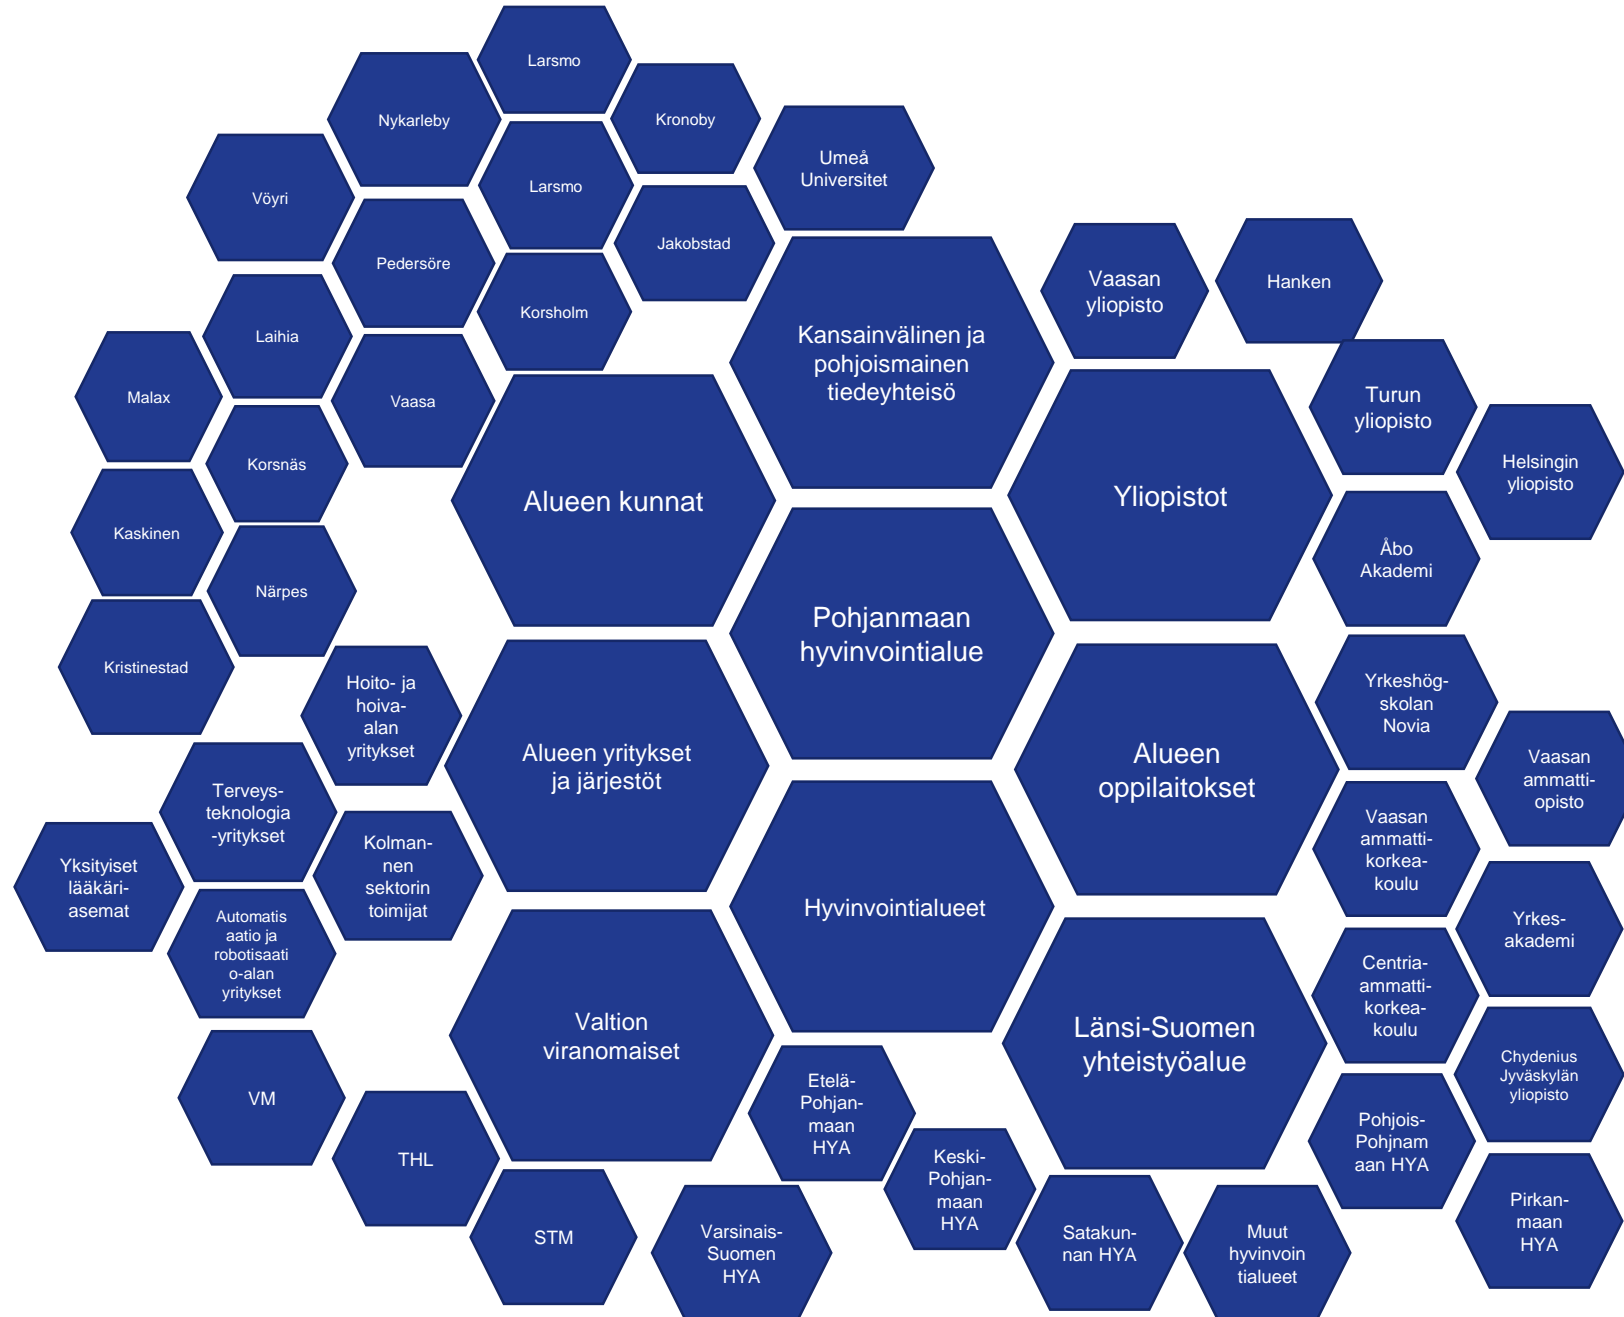 Larsmo
Nykarleby
Kronoby
Umeå
Universitet
Vöyri
Larsmo
Jakobstad
Pedersöre
Korsholm
Vaasan
yliopisto
Hanken
Laihia
Kansainvälinen ja
pohjoismainen
tiedeyhteisö
Malax
Vaasa
Turun
yliopisto
Korsnäs
Alueen kunnat
Yliopistot
Helsingin
yliopisto
Kaskinen
Närpes
Åbo
Akademi
Pohjanmaan
hyvinvointialue
Kristinestad
Hoito- ja
hoiva-
alan
yritykset
Yrkeshög-
skolan
Novia
Alueen yritykset
ja järjestöt
Alueen
oppilaitokset
Vaasan
ammatti-
opisto
Terveys-
teknologia
-yritykset
Kolman-
nen
sektorin
toimijat
Vaasan
ammatti-
korkea-
koulu
Yksityiset
lääkäri-
asemat
Hyvinvointialueet
Automatis
aatio ja
robotisaati
o-alan
yritykset
Yrkes-
akademi
Centria-
ammatti-
korkea-
koulu
Valtion
viranomaiset
Länsi-Suomen
yhteistyöalue
Chydenius
Jyväskylän
yliopisto
VM
Etelä-
Pohjan-
maan
HYA
Pohjois-
Pohjnam
aan HYA
THL
Keski-
Pohjan-
maan
HYA
STM
Varsinais-
Suomen
HYA
Satakun-
nan HYA
Muut
hyvinvoin
tialueet
Pirkan-
maan
HYA